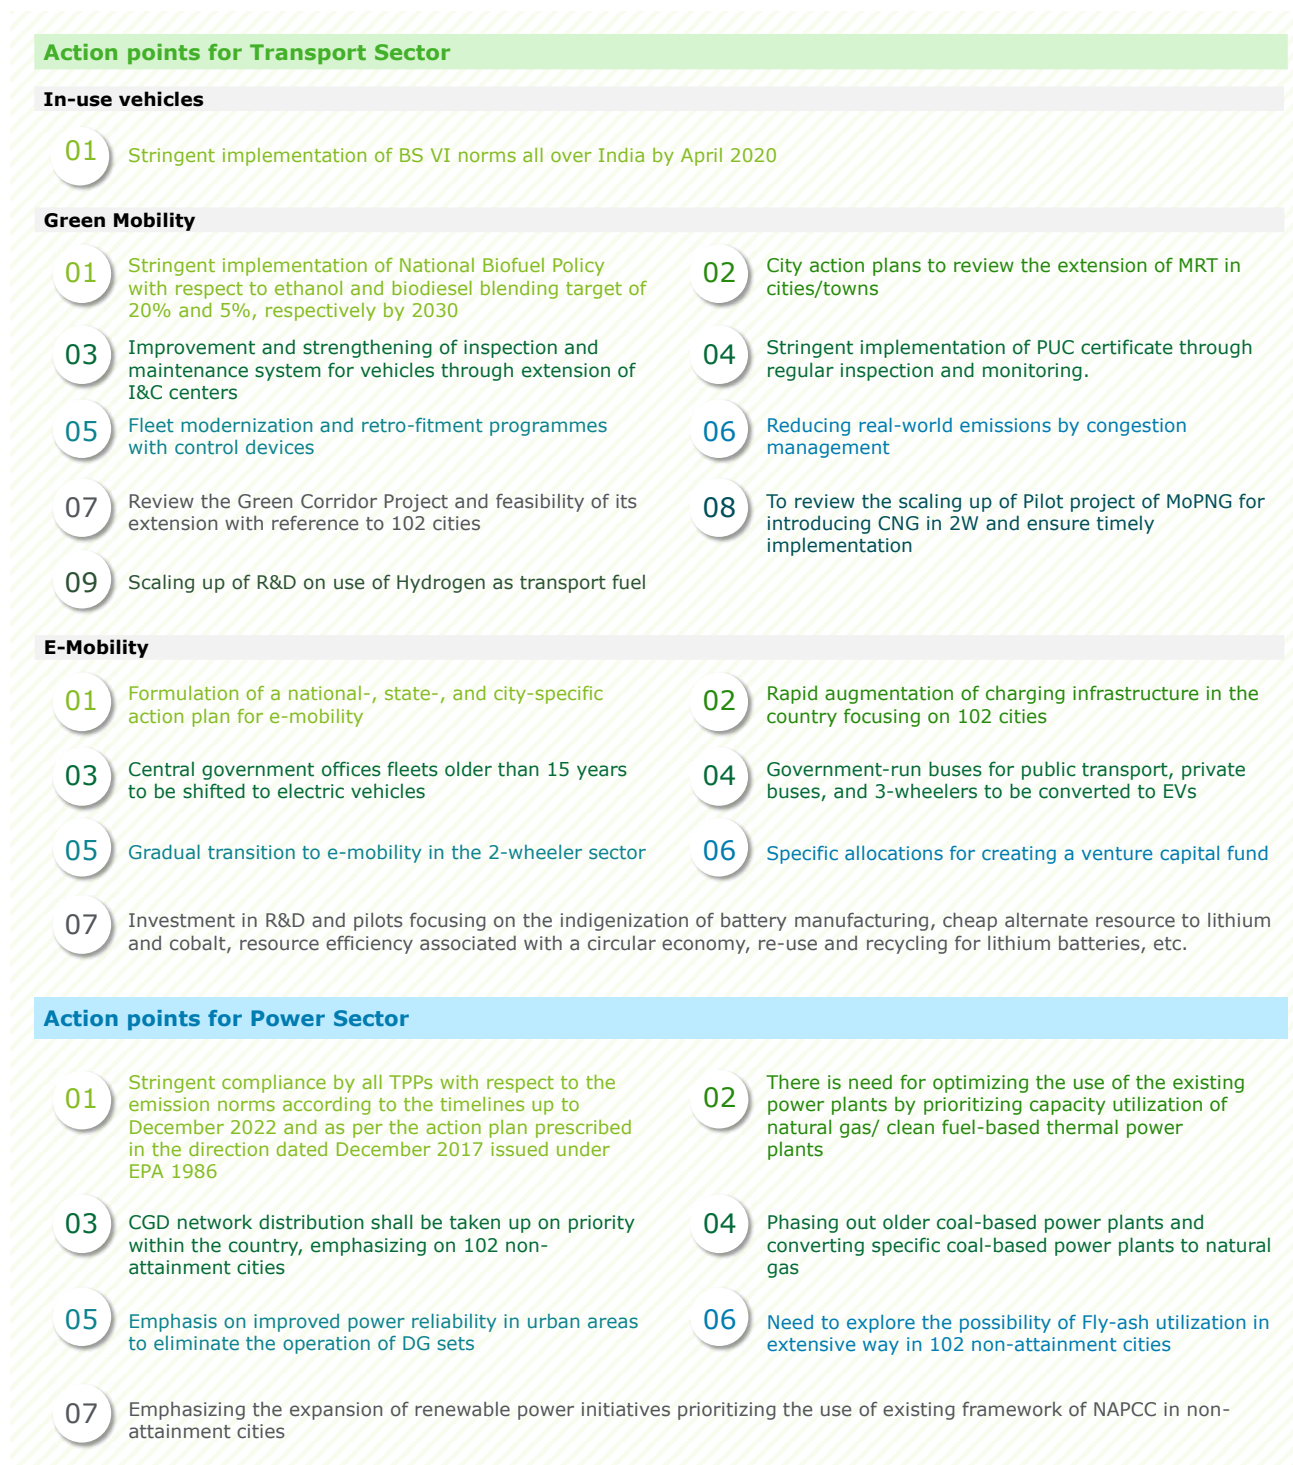 Action points for Transport Sector
In-use vehicles
01
Stringent implementation of BS VI norms all over India by April 2020
Green Mobility
01
Stringent implementation of National Biofuel Policy
with respect to ethanol and biodiesel blending target of
20% and 5%, respectively by 2030
02
City action plans to review the extension of MRT in
cities/towns
03
Improvement and strengthening of inspection and
maintenance system for vehicles through extension of
I&C centers
04
Stringent implementation of PUC certificate through
regular inspection and monitoring.
05
Fleet modernization and retro-fitment programmes
with control devices
06
Reducing real-world emissions by congestion
management
07
Review the Green Corridor Project and feasibility of its
extension with reference to 102 cities
08
To review the scaling up of Pilot project of MoPNG for
introducing CNG in 2W and ensure timely
implementation
09
Scaling up of R&D on use of Hydrogen as transport fuel
E-Mobility
01
Formulation of a national-, state-, and city-specific
action plan for e-mobility
02
Rapid augmentation of charging infrastructure in the
country focusing on 102 cities
03
Central government offices fleets older than 15 years
to be shifted to electric vehicles
04
Government-run buses for public transport, private
buses, and 3-wheelers to be converted to EVs
05
Gradual transition to e-mobility in the 2-wheeler sector
06
Specific allocations for creating a venture capital fund
07
Investment in R&D and pilots focusing on the indigenization of battery manufacturing, cheap alternate resource to lithium
and cobalt, resource efficiency associated with a circular economy, re-use and recycling for lithium batteries, etc.
Action points for Power Sector
01
Stringent compliance by all TPPs with respect to the
emission norms according to the timelines up to
December 2022 and as per the action plan prescribed
in the direction dated December 2017 issued under
EPA 1986
02
There is need for optimizing the use of the existing
power plants by prioritizing capacity utilization of
natural gas/ clean fuel-based thermal power
plants
03
CGD network distribution shall be taken up on priority
within the country, emphasizing on 102 non-
attainment cities
04
Phasing out older coal-based power plants and
converting specific coal-based power plants to natural
gas
05
Emphasis on improved power reliability in urban areas
to eliminate the operation of DG sets
06
Need to explore the possibility of Fly-ash utilization in
extensive way in 102 non-attainment cities
07
Emphasizing the expansion of renewable power initiatives prioritizing the use of existing framework of NAPCC in non-
attainment cities